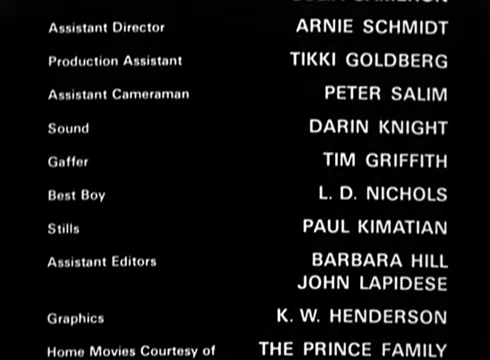 Assistant Director ARNIE SCHMIDT
Production Assistant TIKKI GOLDBERG
Assistant Cameraman PETER SALIM
Sound DARIN KNIGHT
Gaffer TIM GRIFFITH
Best Boy L. D. NICHOLS
Stills PAUL KIMATIAN
Assistant Editors BARBARA HILL
JOHN LAPIDESE
Graphics K. W. HENDERSON
Home Movies Courtesy of THE PRINCE FAMILY